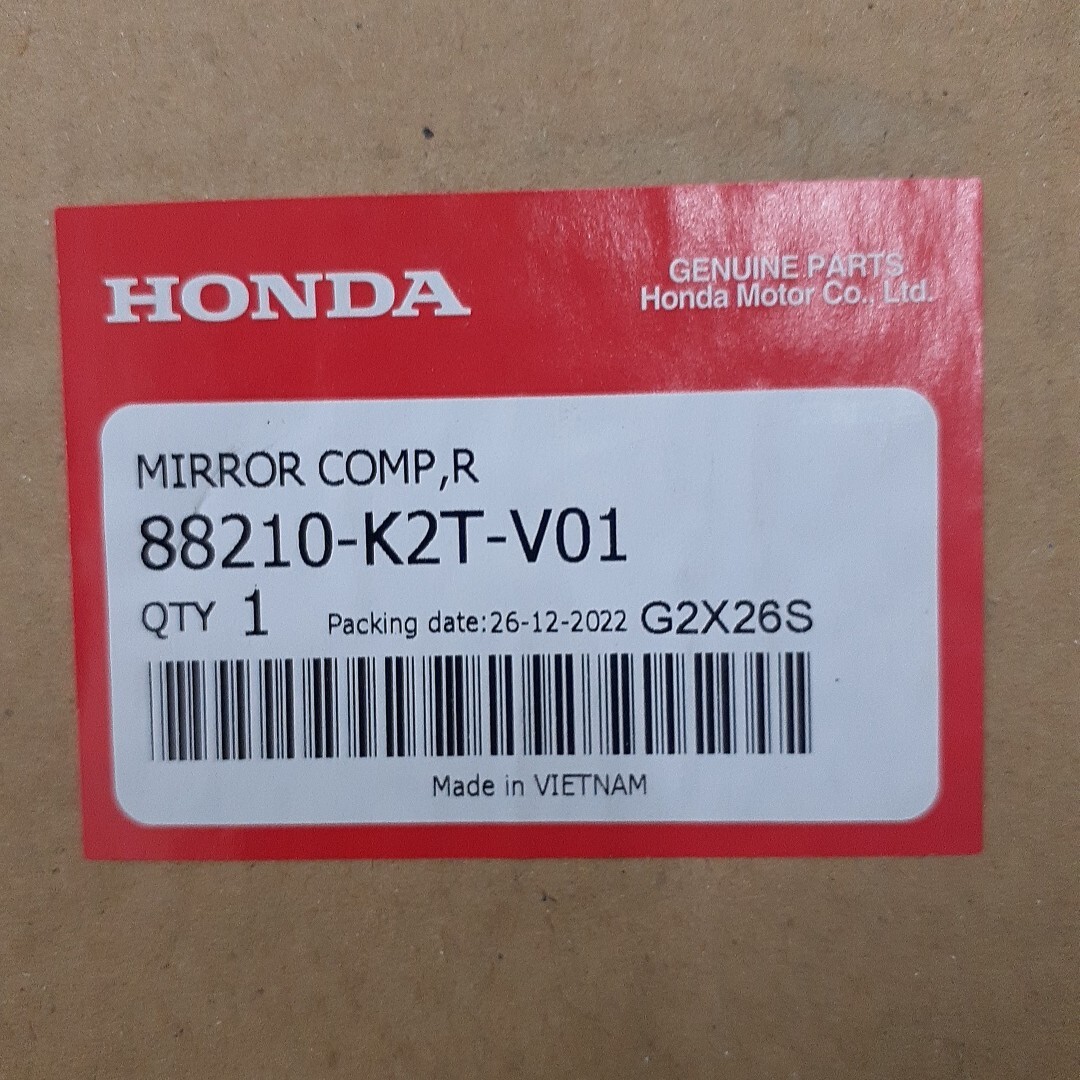 HONDA
GENUINE PARTS
Honda Motor Co., Ltd.
MIRROR COMP,R
88210-K2T-V01
QTY 1 Packing date:26-12-2022 G2X26S
Made in VIETNAM